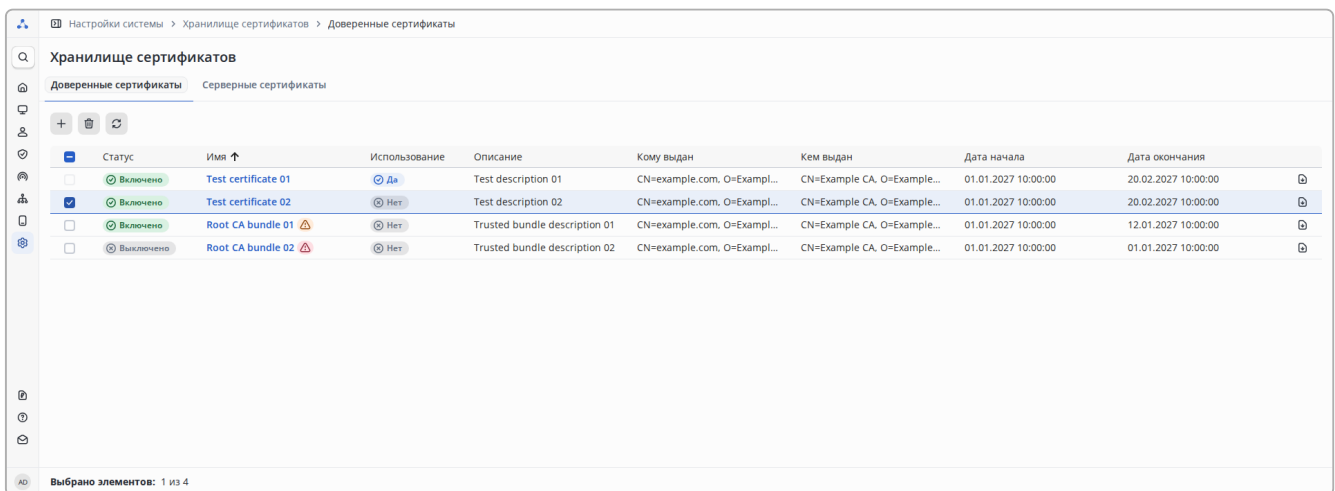 Настройки системы > Хранилище сертификатов > Доверенные сертификаты
Хранилище сертификатов
Доверенные сертификаты Серверные сертификаты
Статус Имя Использование Описание Кому выдан Кем выдан Дата начала Дата окончания
Включено Test certificate 01 Да Test description 01 CN=example.com, O=Exampl... CN=Example CA, O=Example... 01.01.2027 10:00:00 20.02.2027 10:00:00
Включено Test certificate 02 Нет Test description 02 CN=example.com, O=Exampl... CN=Example CA, O=Example... 01.01.2027 10:00:00 20.02.2027 10:00:00
Включено Root CA bundle 01 Нет Trusted bundle description 01 CN=example.com, O=Exampl... CN=Example CA, O=Example... 01.01.2027 10:00:00 12.01.2027 10:00:00
Выключено Root CA bundle 02 Нет Trusted bundle description 02 CN=example.com, O=Exampl... CN=Example CA, O=Example... 01.01.2027 10:00:00 01.01.2027 10:00:00
AD Выбрано элементов: 1 из 4